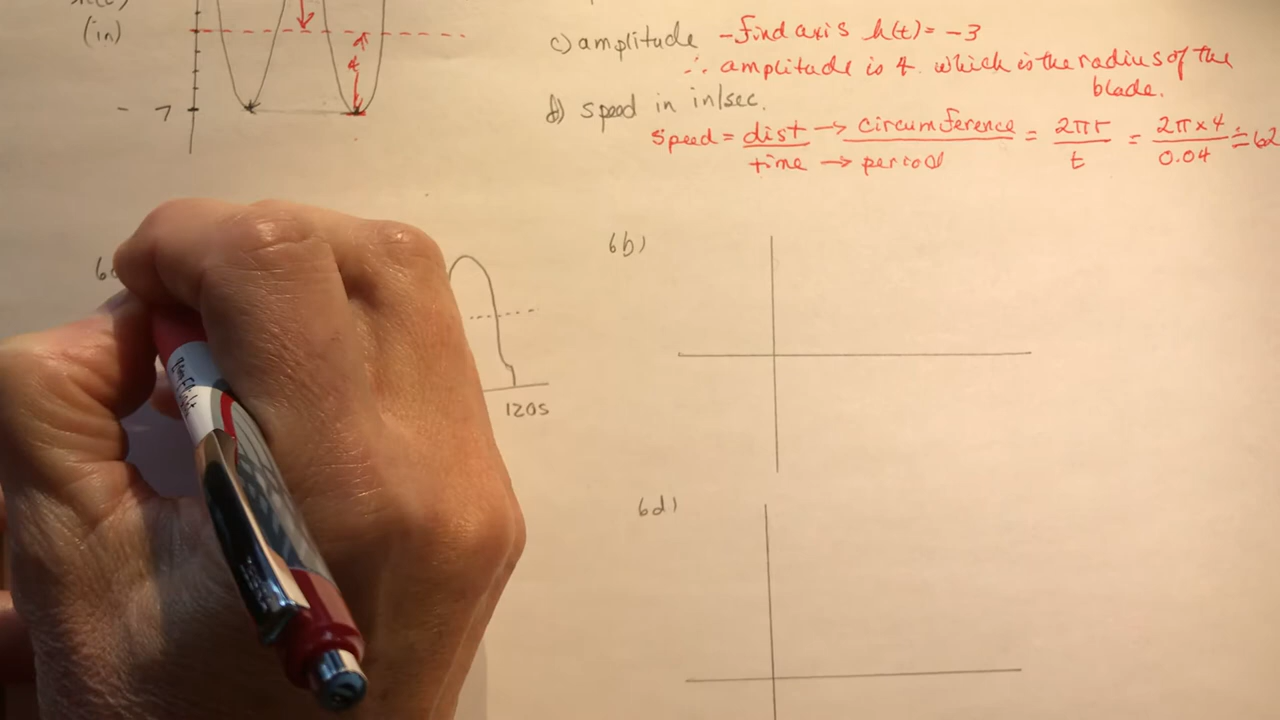 (in)
- 7
c) amplitude - find axis h(t) = -3
∴ amplitude is 4. which is the radius of the
blade.
d) speed in in/sec.
speed = dist → circumference = 2πr = 2π x 4 ≐ 62
time → period t 0.04
4
6b)
120s
6d)